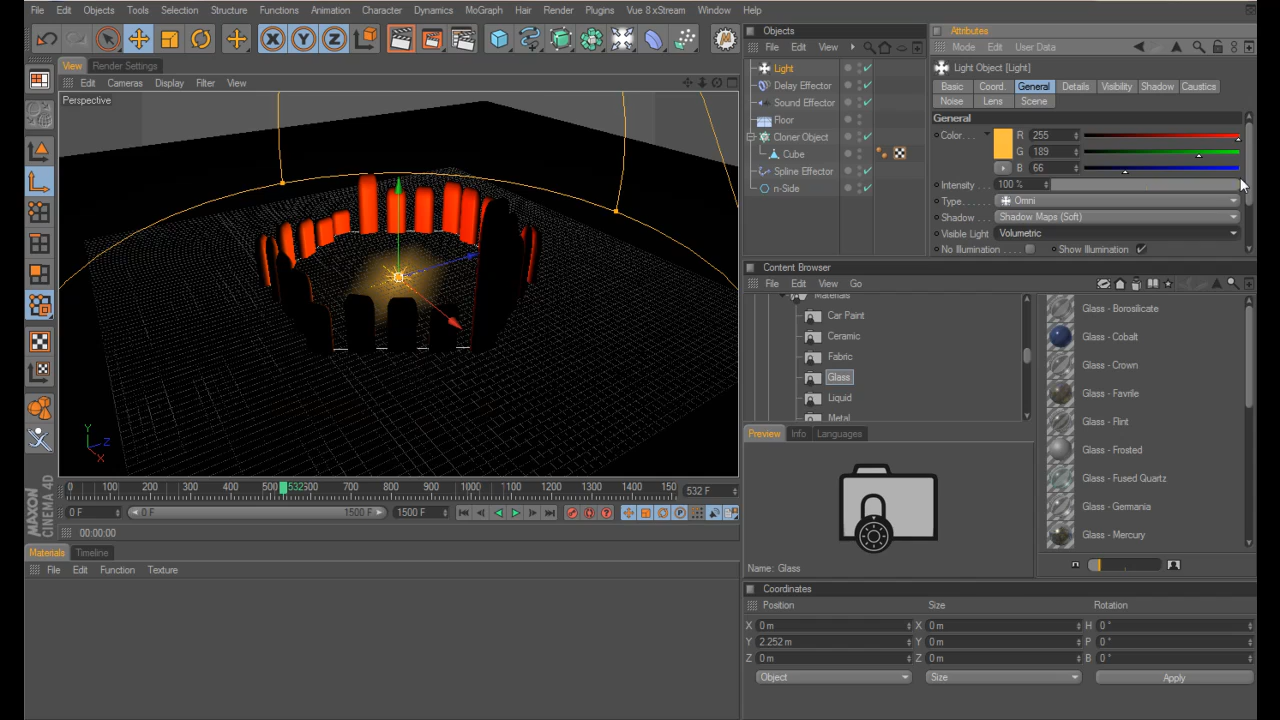 File Edit Objects Tools Selection Structure Functions Animation Character Dynamics MoGraph Hair Render Plugins Vue 8 xStream Window Help
View Render Settings
Edit Cameras Display Filter View
Perspective
Y
Z
X
0 100 200 300 400 500 532 600 700 800 900 1000 1100 1200 1300 1400 150
532 F
0 F
0 F
1500 F
1500 F
00:00:00
MAXON
CINEMA 4D
Materials Timeline
File Edit Function Texture
Objects
File Edit View
Light
Delay Effector
Sound Effector
Floor
Cloner Object
Cube
Spline Effector
n-Side
Attributes
Mode Edit User Data
Light Object [Light]
Basic Coord. General Details Visibility Shadow Caustics
Noise Lens Scene
General
Color . . . R 255
G 189
B 66
Intensity . . . 100 %
Type . . . . . . Omni
Shadow . . . . Shadow Maps (Soft)
Visible Light Volumetric
No Illumination Show Illumination
Content Browser
File Edit View Go
Materials
Car Paint
Ceramic
Fabric
Glass
Liquid
Metal
Glass - Borosilicate
Glass - Cobalt
Glass - Crown
Glass - Favrile
Glass - Flint
Glass - Frosted
Glass - Fused Quartz
Glass - Germania
Glass - Mercury
Preview Info Languages
Name: Glass
Coordinates
Position Size Rotation
X 0 m X 0 m H 0 °
Y 2.252 m Y 0 m P 0 °
Z 0 m Z 0 m B 0 °
Object Size Apply